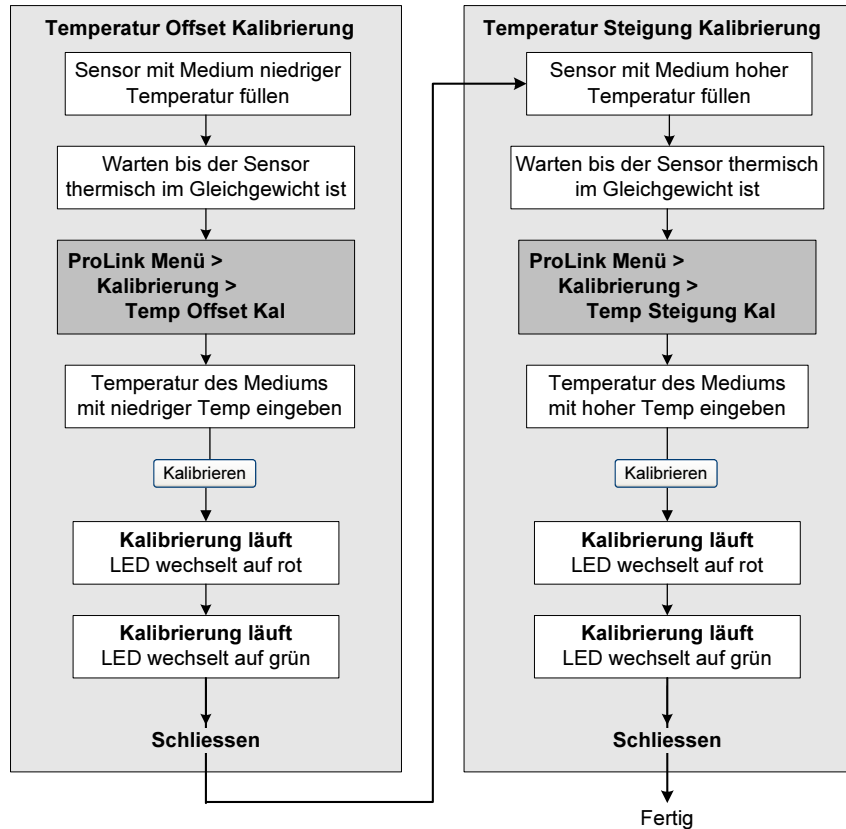 Temperatur Offset Kalibrierung
Sensor mit Medium niedriger
Temperatur füllen
Warten bis der Sensor
thermisch im Gleichgewicht ist
ProLink Menü >
Kalibrierung >
Temp Offset Kal
Temperatur des Mediums
mit niedriger Temp eingeben
Kalibrieren
Kalibrierung läuft
LED wechselt auf rot
Kalibrierung läuft
LED wechselt auf grün
Schliessen
Temperatur Steigung Kalibrierung
Sensor mit Medium hoher
Temperatur füllen
Warten bis der Sensor thermisch
im Gleichgewicht ist
ProLink Menü >
Kalibrierung >
Temp Steigung Kal
Temperatur des Mediums
mit hoher Temp eingeben
Kalibrieren
Kalibrierung läuft
LED wechselt auf rot
Kalibrierung läuft
LED wechselt auf grün
Schliessen
Fertig